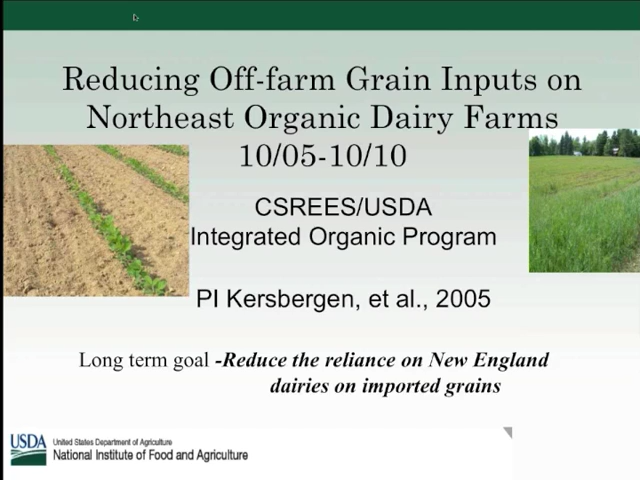 Reducing Off-farm Grain Inputs on
Northeast Organic Dairy Farms
10/05-10/10
CSREES/USDA
Integrated Organic Program
PI Kersbergen, et al., 2005
Long term goal -Reduce the reliance on New England
dairies on imported grains
USDA
United States Department of Agriculture
National Institute of Food and Agriculture